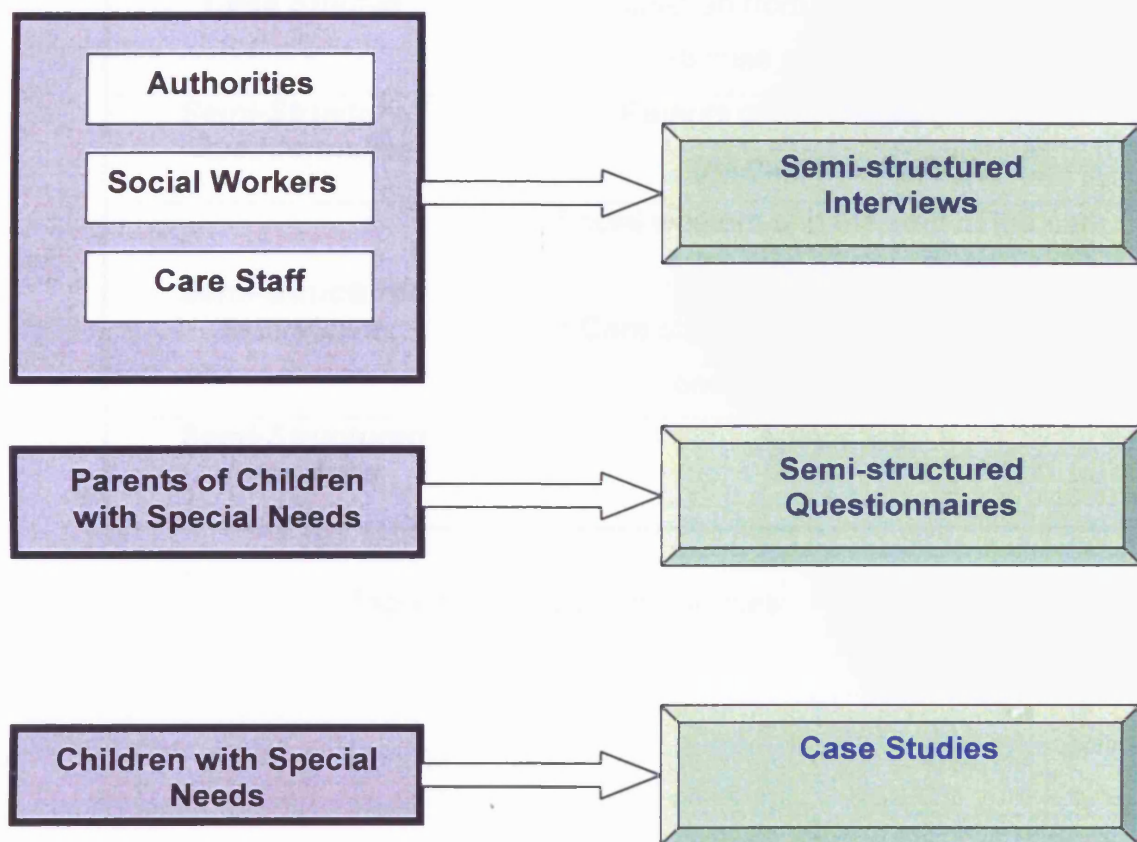 Authorities
Social Workers
Care Staff
Semi-structured
Interviews
Parents of Children
with Special Needs
Semi-structured
Questionnaires
Children with Special
Needs
Case Studies